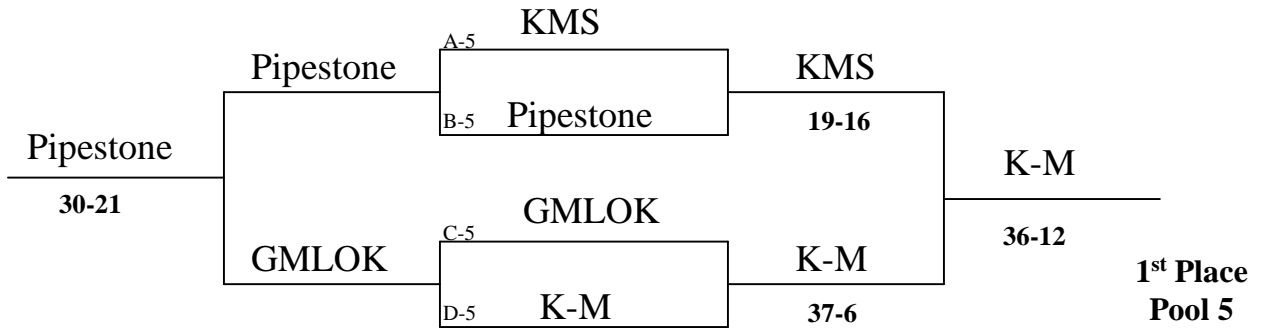 KMS
A-5
Pipestone
KMS
B-5 Pipestone
19-16
Pipestone
K-M
30-21
GMLOK
C-5
36-12
GMLOK
K-M
1st Place
Pool 5
D-5 K-M
37-6